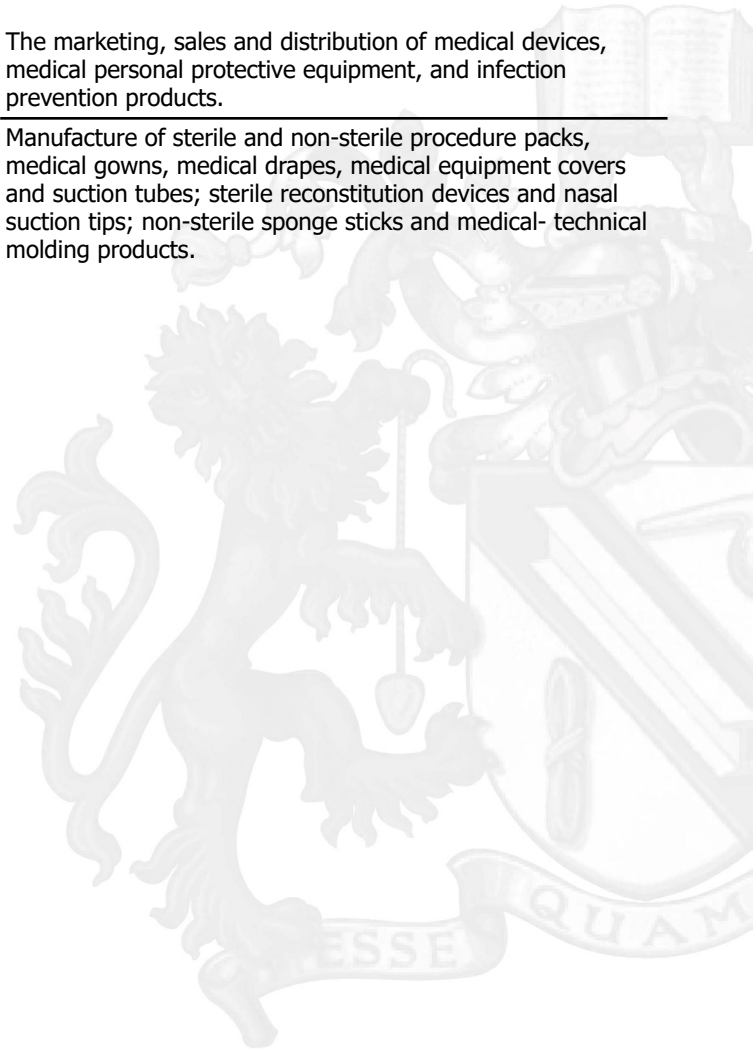 The marketing, sales and distribution of medical devices,
medical personal protective equipment, and infection
prevention products.
Manufacture of sterile and non-sterile procedure packs,
medical gowns, medical drapes, medical equipment covers
and suction tubes; sterile reconstitution devices and nasal
suction tips; non-sterile sponge sticks and medical- technical
molding products.
ESSE QUAM